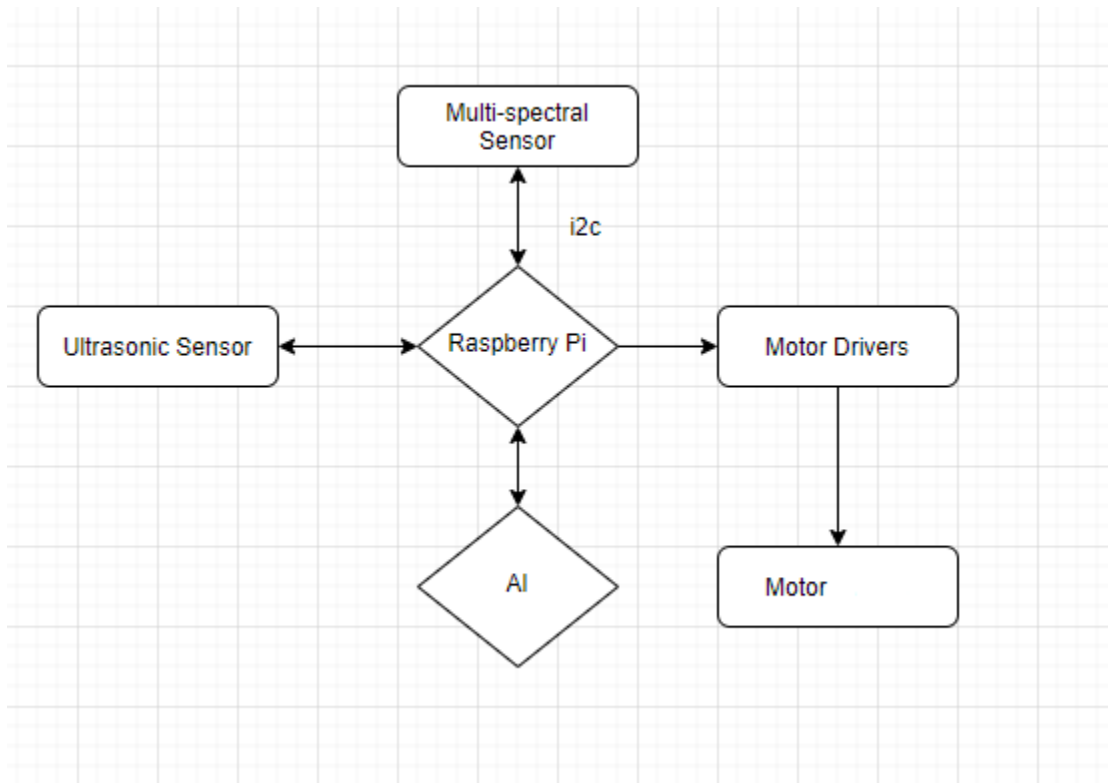 Multi-spectral
Sensor
i2c
Ultrasonic Sensor
Raspberry Pi
Motor Drivers
AI
Motor